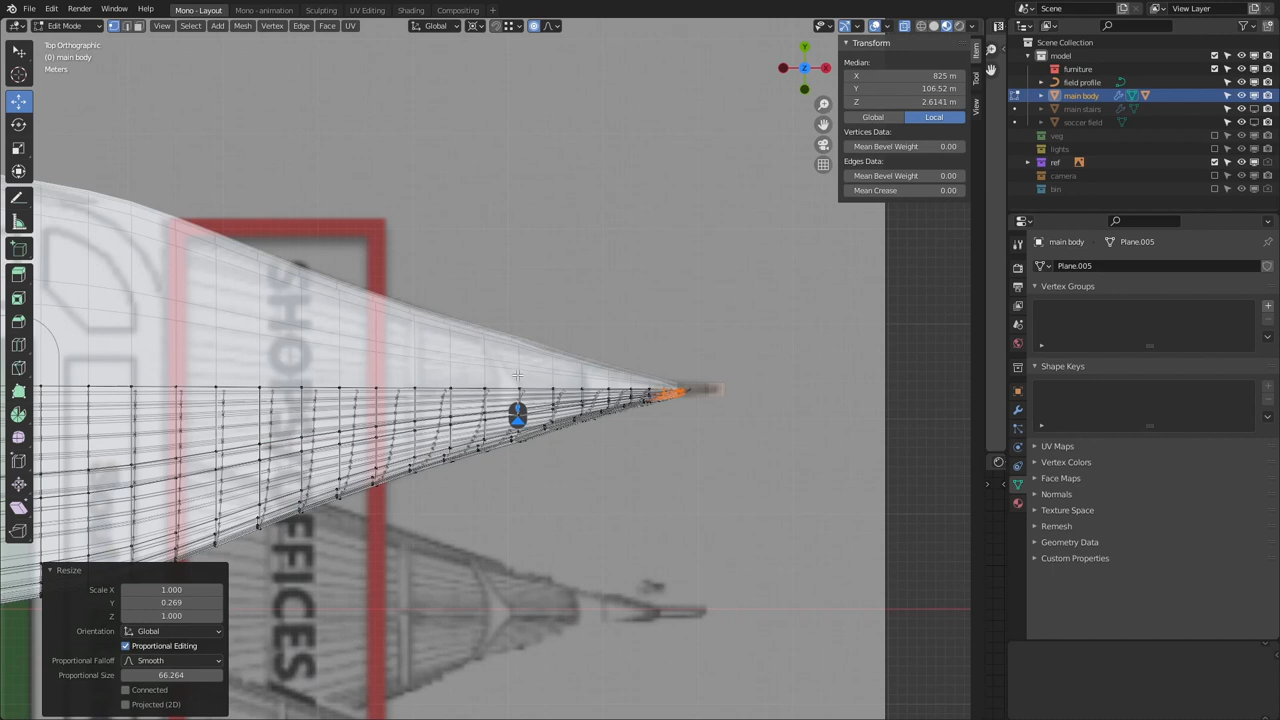 File Edit Render Window Help
Mono - Layout Mono - animation Sculpting UV Editing Shading Compositing
Scene View Layer
Edit Mode View Select Add Mesh Vertex Edge Face UV Global
Top Orthographic
(0) main body
Meters
Y
Z
X
Transform
Median:
X 825 m
Y 106.52 m
Z 2.6141 m
Global Local
Vertices Data:
Mean Bevel Weight 0.00
Edges Data:
Mean Bevel Weight 0.00
Mean Crease 0.00
Item
Tool
View
Scene Collection
model
furniture
field profile
main body
main stairs
soccer field
veg
lights
ref
camera
bin
main body Plane.005
Plane.005
Vertex Groups
Shape Keys
UV Maps
Vertex Colors
Face Maps
Normals
Texture Space
Remesh
Geometry Data
Custom Properties
Resize
Scale X 1.000
Y 0.269
Z 1.000
Orientation Global
Proportional Editing
Proportional Falloff Smooth
Proportional Size 66.264
Connected
Projected (2D)